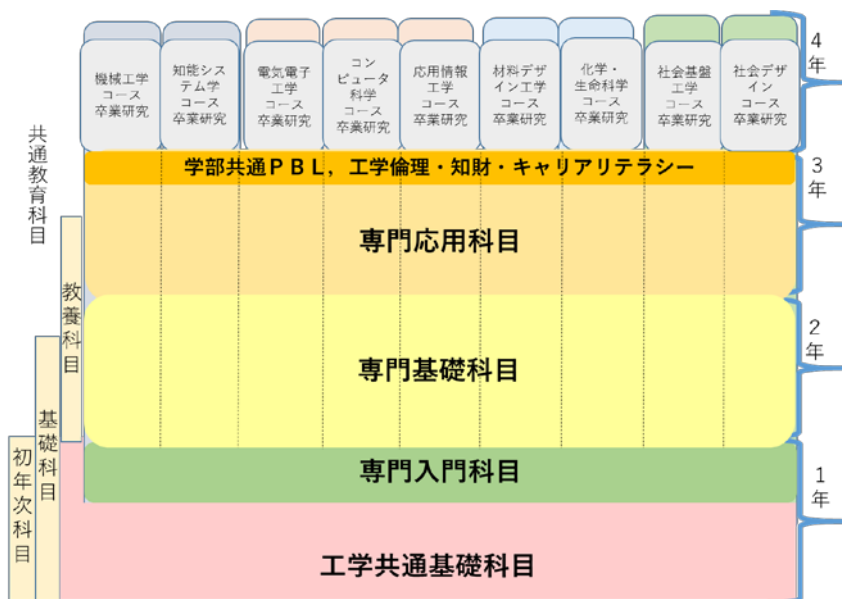 機械工学
コース
卒業研究
知能シス
テム学
コース
卒業研究
電気電子
工学
コース
卒業研究
コン
ピュータ
科学
コース
卒業研究
応用情報
工学
コース
卒業研究
材料デザ
イン工学
コース
卒業研究
化学・
生命科学
コース
卒業研究
社会基盤
工学
コース
卒業研究
社会デザ
イン
コース
卒業研究
4年
学部共通ＰＢＬ，工学倫理・知財・キャリアリテラシー
3年
共通教育科目
専門応用科目
教養科目
2年
専門基礎科目
基礎科目
初年次科目
専門入門科目
1年
工学共通基礎科目